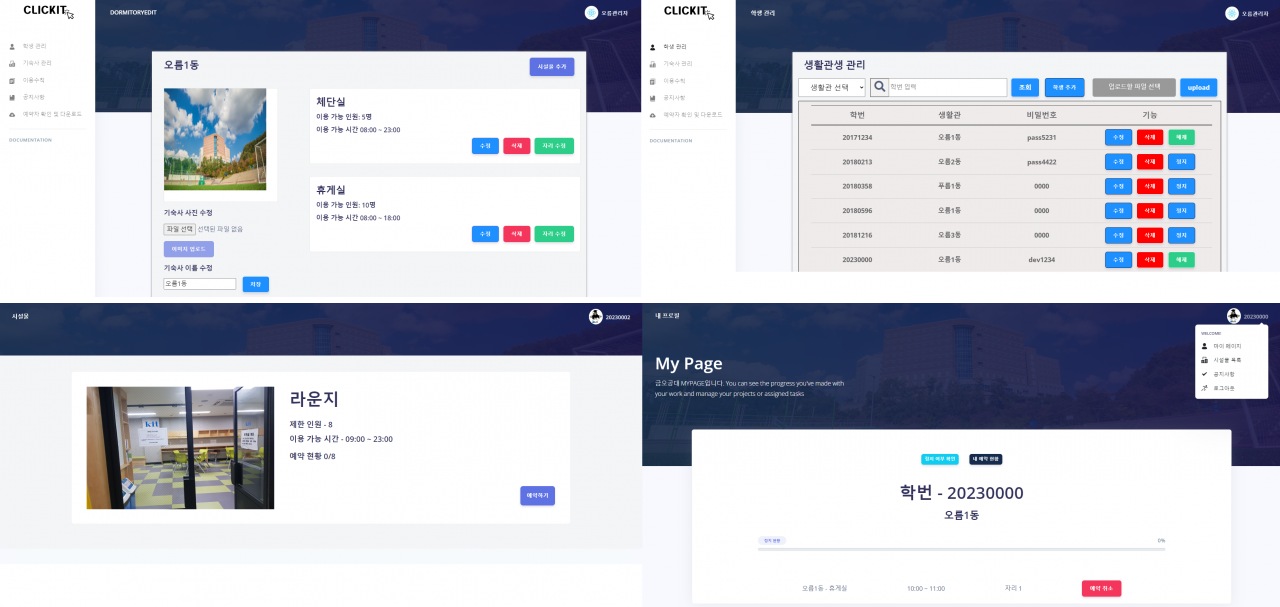 CLICKIT
학생 관리
기숙사 관리
이용수칙
공지사항
예약자 확인 및 다운로드
DOCUMENTATION
DORMITORYEDIT
오름관리자
오름1동
시설물 추가
기숙사 사진 수정
파일 선택 선택된 파일 없음
이미지 업로드
기숙사 이름 수정
오름1동
저장
체단실
이용 가능 인원: 5명
이용 가능 시간 08:00 ~ 23:00
수정 삭제 자리 수정
휴게실
이용 가능 인원: 10명
이용 가능 시간 08:00 ~ 18:00
수정 삭제 자리 수정
CLICKIT
학생 관리
기숙사 관리
이용수칙
공지사항
예약자 확인 및 다운로드
DOCUMENTATION
학생 관리
오름관리자
생활관생 관리
생활관 선택 학번 입력 조회 학생 추가 업로드할 파일 선택 upload
학번 생활관 비밀번호 기능
20171234 오름1동 pass5231 수정 삭제 해제
20180213 오름2동 pass4422 수정 삭제 정지
20180358 푸름1동 0000 수정 삭제 정지
20180596 오름1동 0000 수정 삭제 정지
20181216 오름3동 0000 수정 삭제 정지
20230000 오름1동 dev1234 수정 삭제 해제
시설물
20230002
kit
라운지
제한 인원 - 8
이용 가능 시간 - 09:00 ~ 23:00
예약 현황 0/8
예약하기
내 프로필
20230000
WELCOME!
마이 페이지
시설물 목록
공지사항
로그아웃
My Page
금오공대 MYPAGE입니다. You can see the progress you've made with
your work and manage your projects or assigned tasks
내 예약 현황
학번 - 20230000
오름1동
0%
오름1동 - 휴게실 10:00 ~ 11:00 자리 1 예약 취소